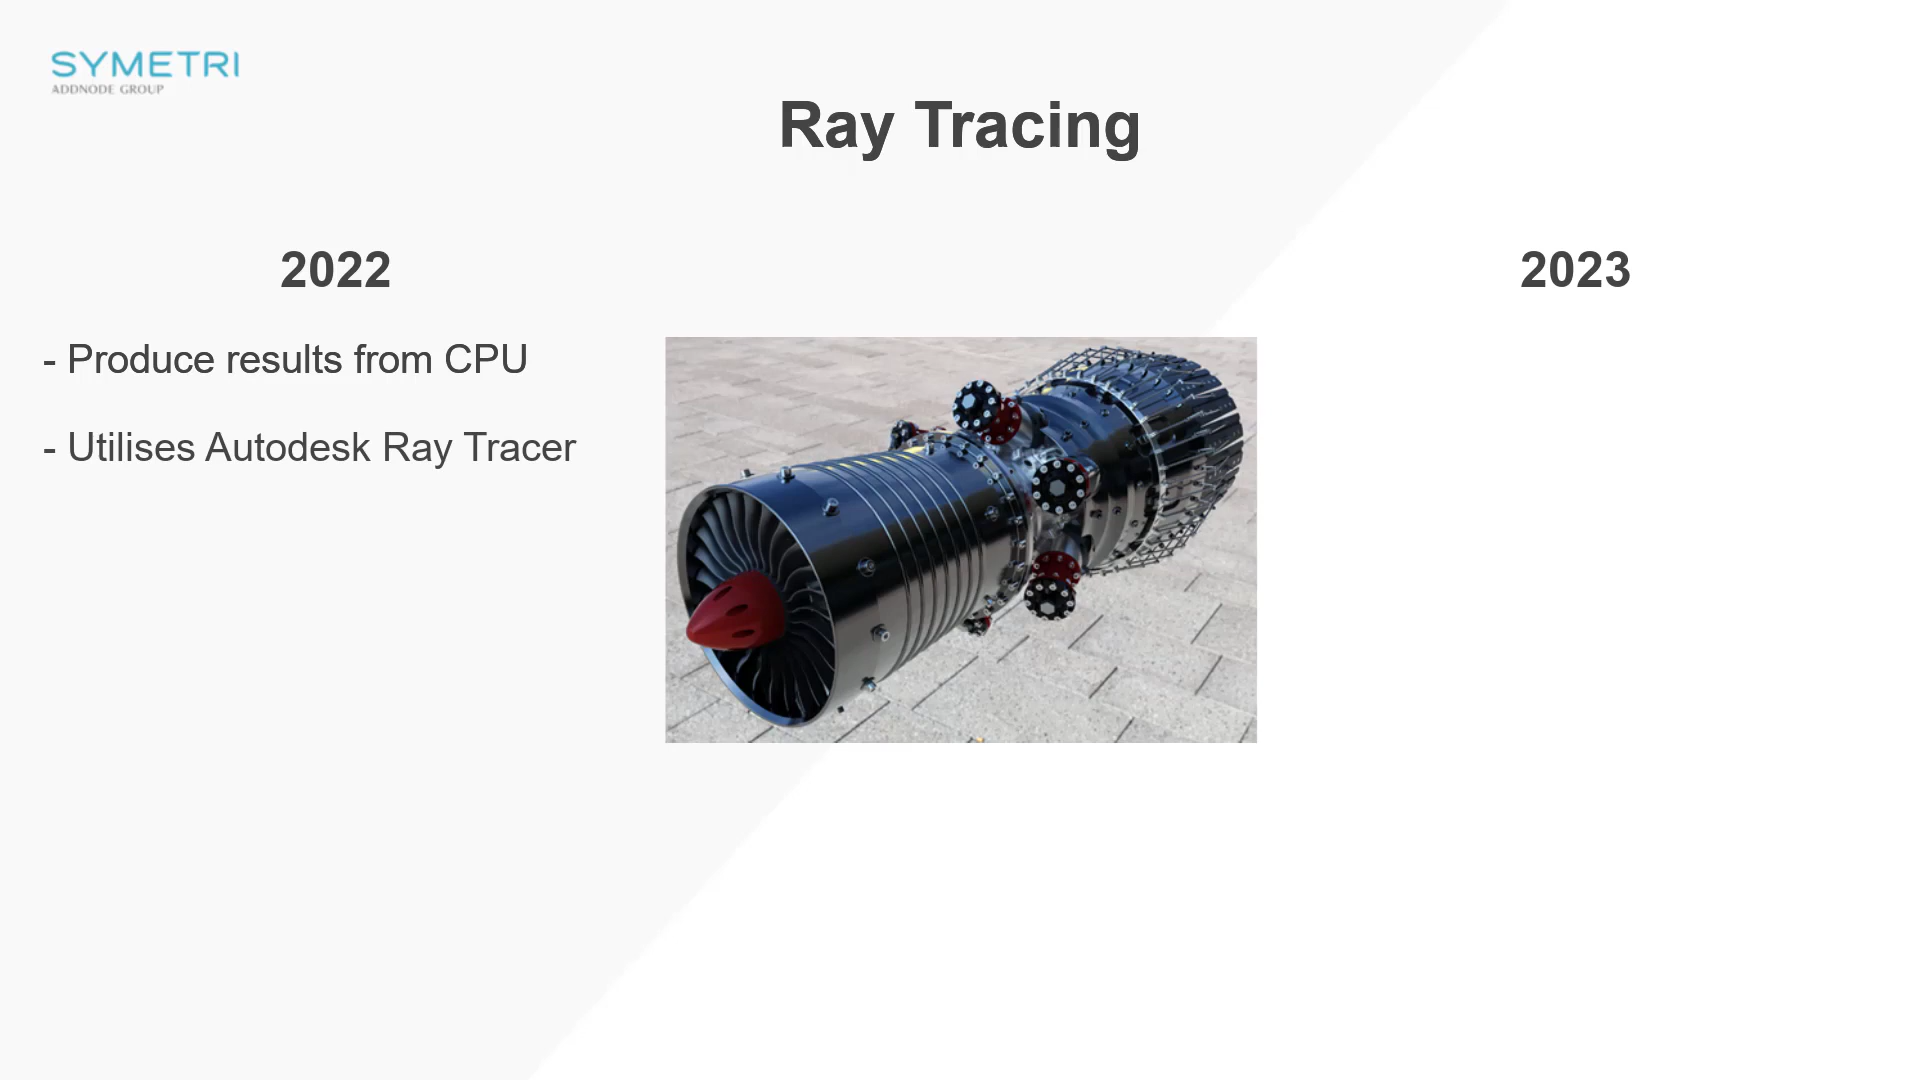 SYMETRI
ADDNODE GROUP
Ray Tracing
2022
2023
- Produce results from CPU
- Utilises Autodesk Ray Tracer